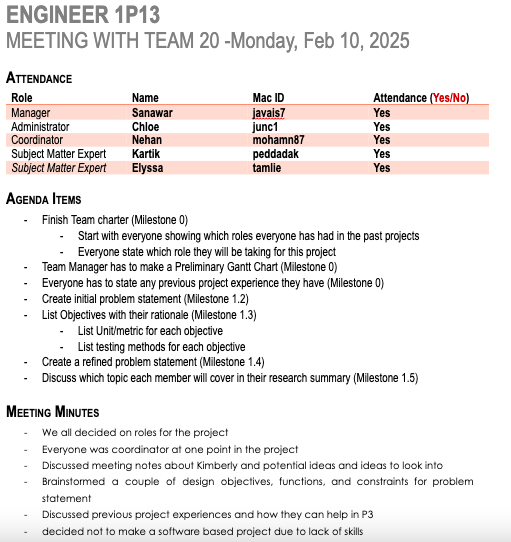 ENGINEER 1P13
MEETING WITH TEAM 20 -Monday, Feb 10, 2025
ATTENDANCE
Role Name Mac ID Attendance (Yes/No)
Manager Sanawar javais7 Yes
Administrator Chloe junc1 Yes
Coordinator Nehan mohamn87 Yes
Subject Matter Expert Kartik peddadak Yes
Subject Matter Expert Elyssa tamlie Yes
AGENDA ITEMS
- Finish Team charter (Milestone 0)
- Start with everyone showing which roles everyone has had in the past projects
- Everyone state which role they will be taking for this project
- Team Manager has to make a Preliminary Gantt Chart (Milestone 0)
- Everyone has to state any previous project experience they have (Milestone 0)
- Create initial problem statement (Milestone 1.2)
- List Objectives with their rationale (Milestone 1.3)
- List Unit/metric for each objective
- List testing methods for each objective
- Create a refined problem statement (Milestone 1.4)
- Discuss which topic each member will cover in their research summary (Milestone 1.5)
MEETING MINUTES
- We all decided on roles for the project
- Everyone was coordinator at one point in the project
- Discussed meeting notes about Kimberly and potential ideas and ideas to look into
- Brainstormed a couple of design objectives, functions, and constraints for problem
statement
- Discussed previous project experiences and how they can help in P3
- decided not to make a software based project due to lack of skills